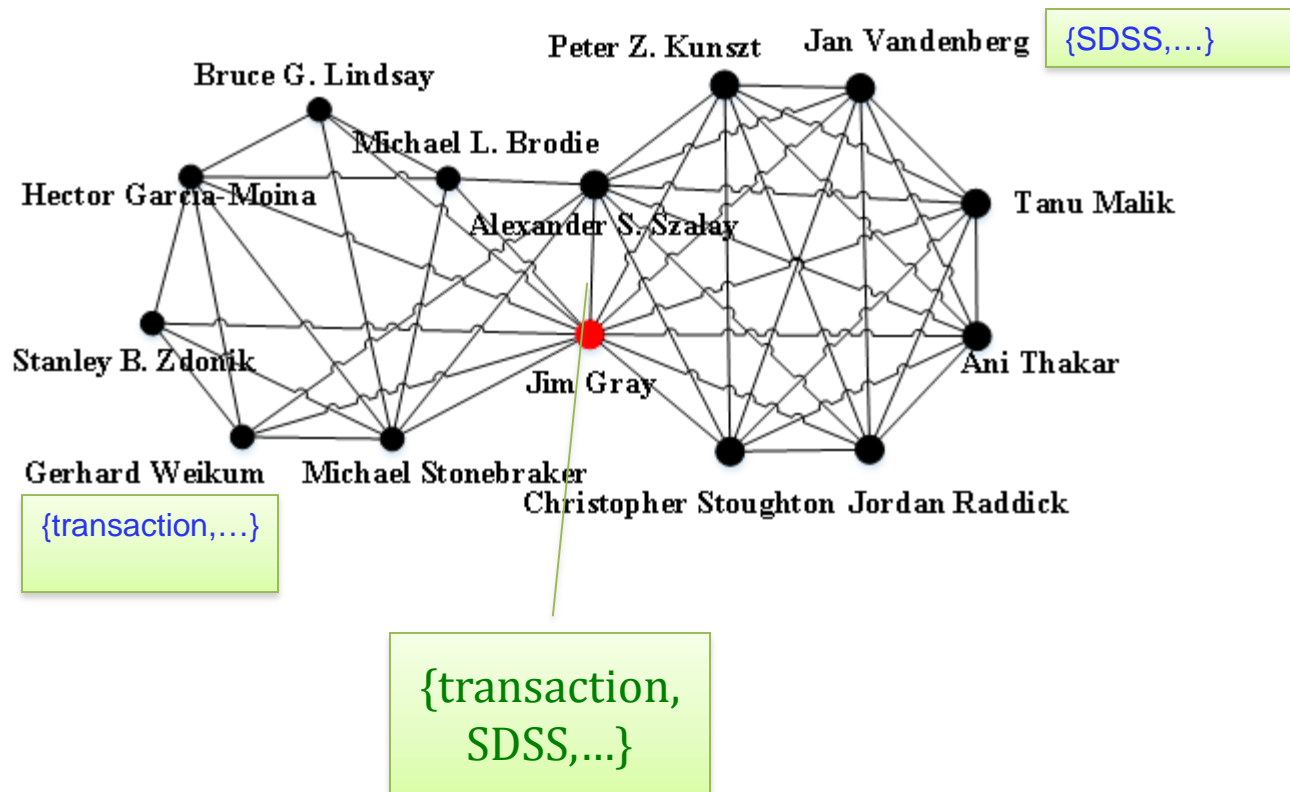 Peter Z. Kunszt
Jan Vandenberg
{SDSS,…}
Bruce G. Lindsay
Michael L. Brodie
Hector Garcia-Moina
Tanu Malik
Alexander S. Szalay
Stanley B. Zdonik
Ani Thakar
Jim Gray
Gerhard Weikum
Michael Stonebraker
Christopher Stoughton
Jordan Raddick
{transaction,…}
{transaction,
SDSS,…}